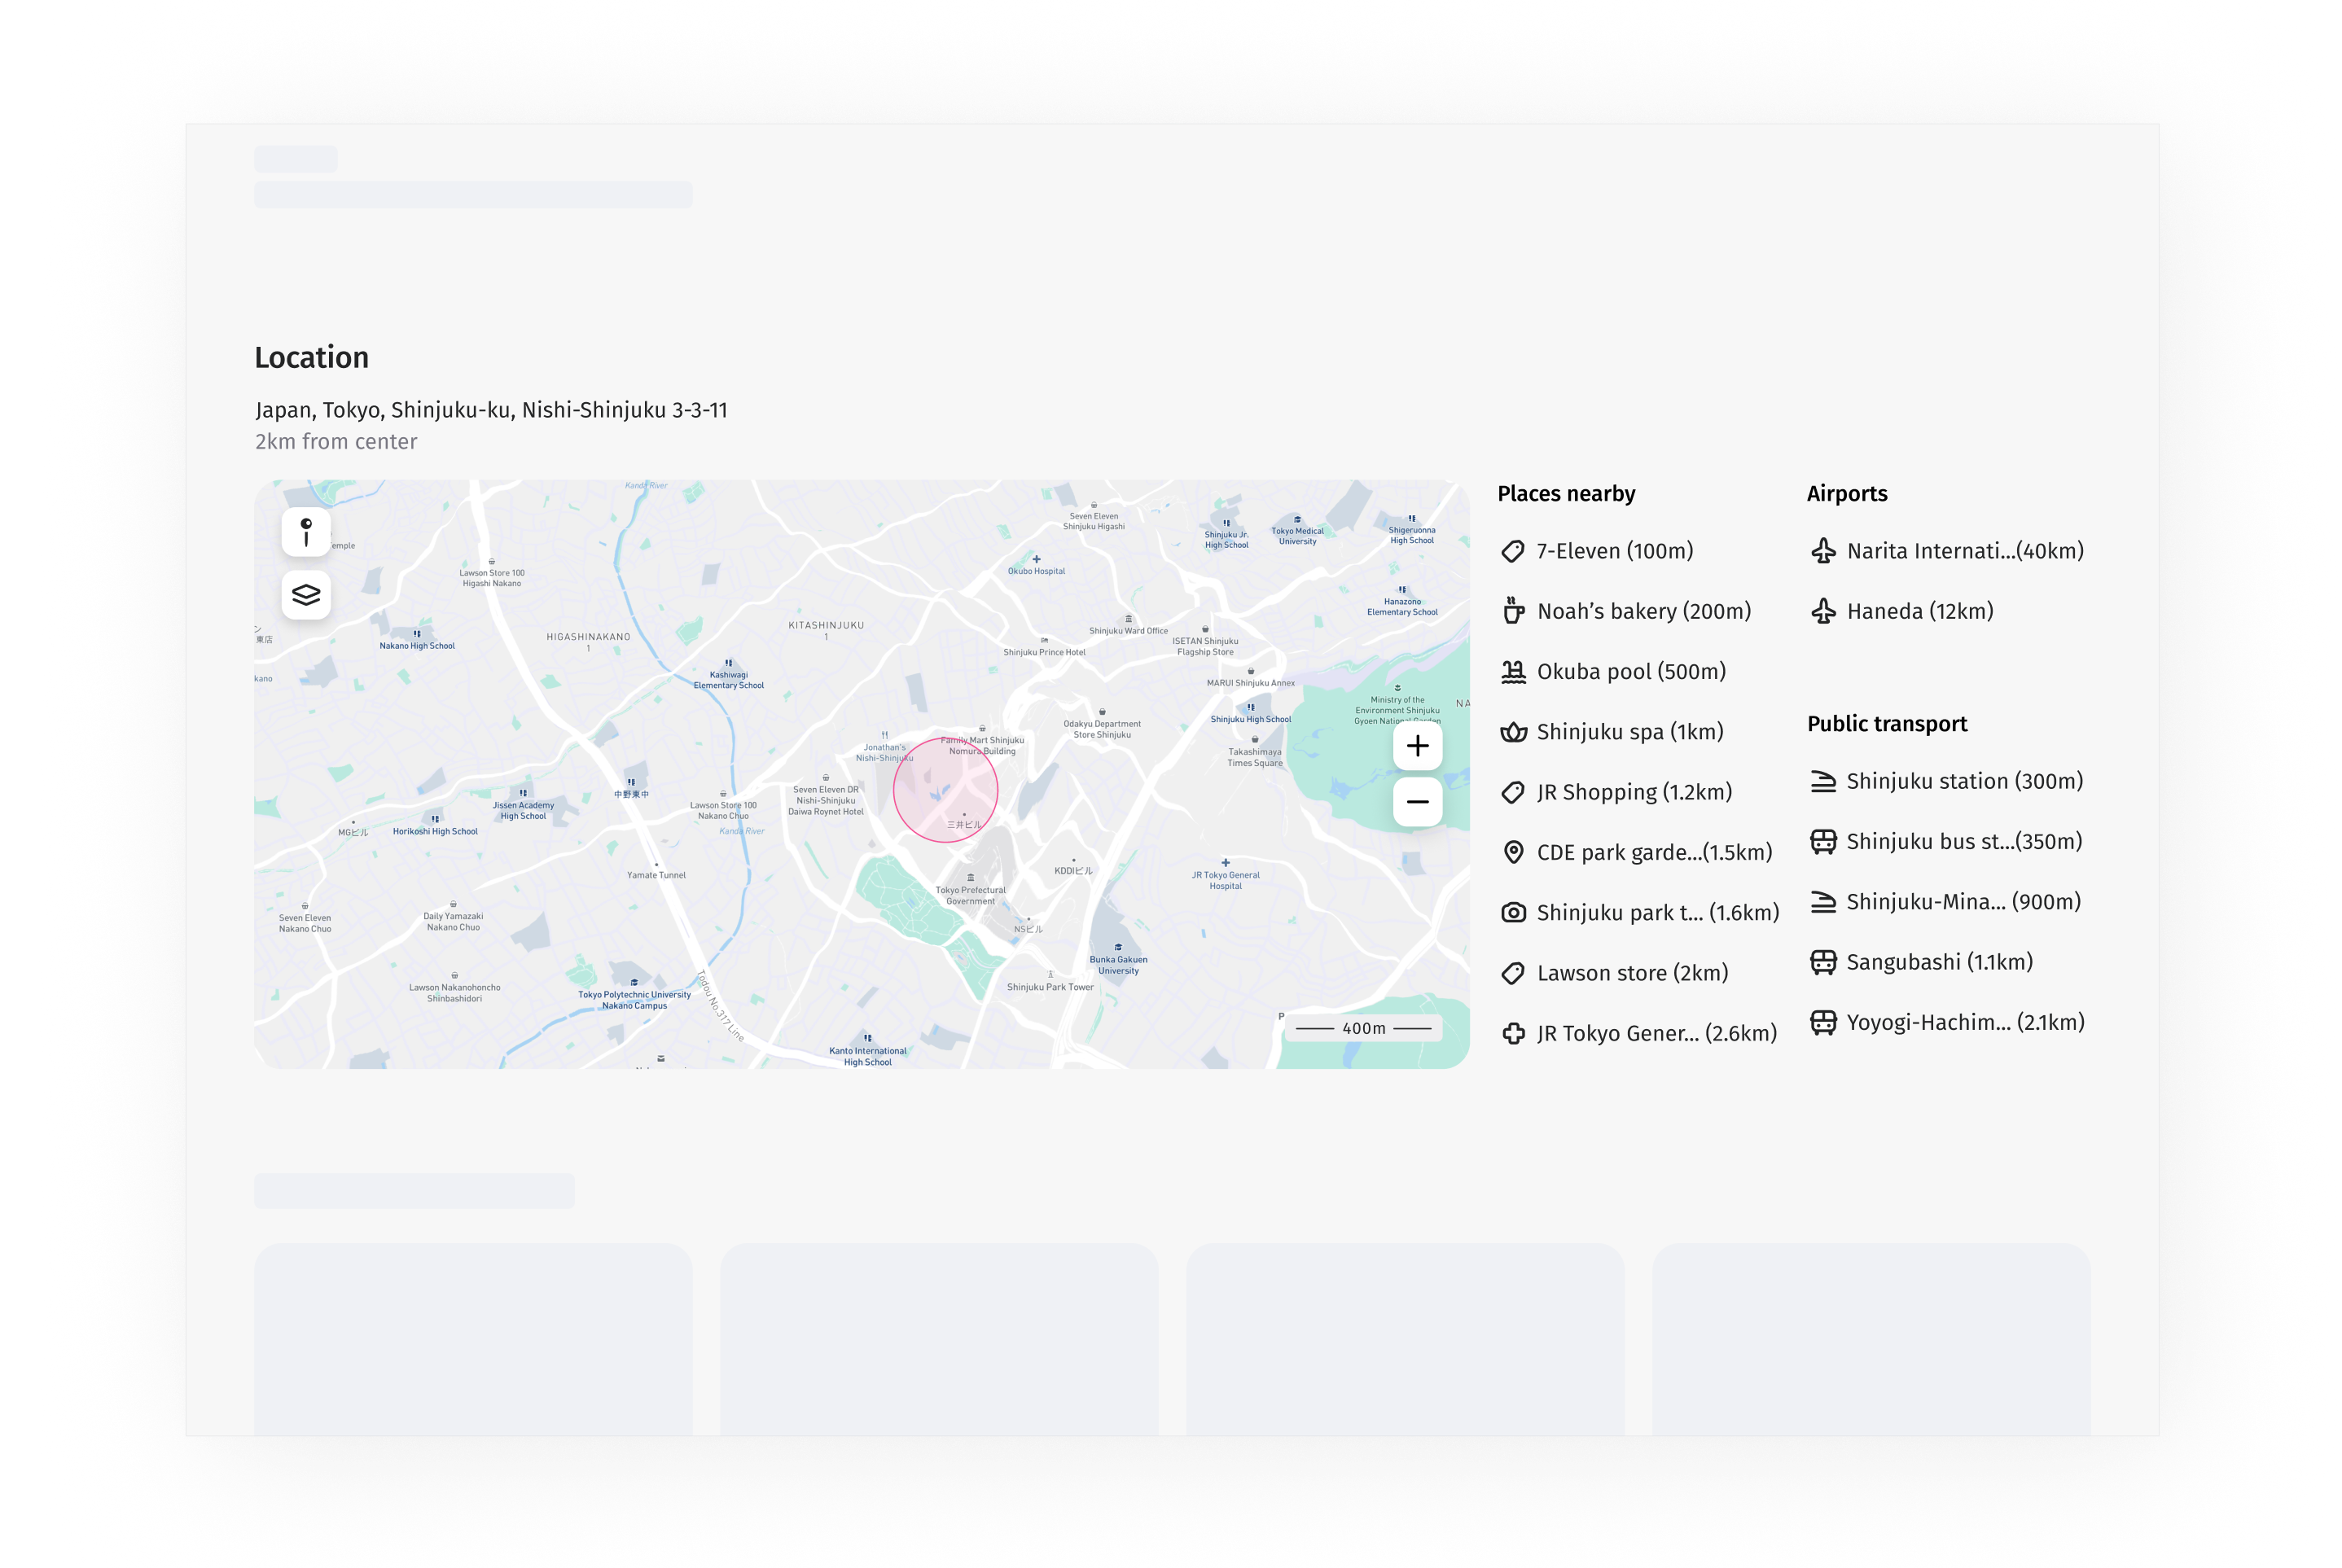 Location
Japan, Tokyo, Shinjuku-ku, Nishi-Shinjuku 3-3-11
2km from center
Kanda River
emple
Seven Eleven
Shinjuku Higashi
Shinjuku Jr.
High School
Tokyo Medical
University
Shigeruonna
High School
Lawson Store 100
Higashi Nakano
Okubo Hospital
Hanazono
Elementary School
ン
東店
Nakano High School
HIGASHINAKANO
1
KITASHINJUKU
1
Shinjuku Ward Office
Shinjuku Prince Hotel
ISETAN Shinjuku
Flagship Store
kano
Kashiwagi
Elementary School
MARUI Shinjuku Annex
Ministry of the
Environment Shinjuku
Gyoen National Garden
NA
Shinjuku High School
Odakyu Department
Store Shinjuku
Family Mart Shinjuku
Nomura Building
Jonathan's
Nishi-Shinjuku
Takashimaya
Times Square
Seven Eleven DR
Nishi-Shinjuku
Daiwa Roynet Hotel
中野東中
Lawson Store 100
Nakano Chuo
Jissen Academy
High School
Horikoshi High School
MGビル
Kanda River
三井ビル
Yamate Tunnel
KDDIビル
JR Tokyo General
Hospital
Tokyo Prefectural
Government
Seven Eleven
Nakano Chuo
Daily Yamazaki
Nakano Chuo
NSビル
Bunka Gakuen
University
Lawson Nakanohoncho
Shinbashidori
Tokyo Polytechnic University
Nakano Campus
Todou No.317 Line
Shinjuku Park Tower
P
400m
Kanto International
High School
Places nearby
7-Eleven (100m)
Noah’s bakery (200m)
Okuba pool (500m)
Shinjuku spa (1km)
JR Shopping (1.2km)
CDE park garde...(1.5km)
Shinjuku park t... (1.6km)
Lawson store (2km)
JR Tokyo Gener... (2.6km)
Airports
Narita Internati...(40km)
Haneda (12km)
Public transport
Shinjuku station (300m)
Shinjuku bus st...(350m)
Shinjuku-Mina... (900m)
Sangubashi (1.1km)
Yoyogi-Hachim... (2.1km)